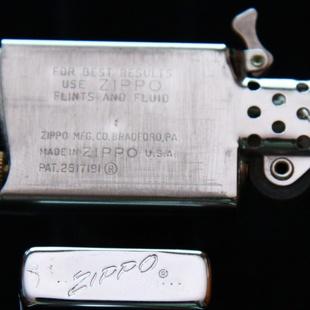 FOR BEST RESULTS
USE ZIPPO
FLINTS AND FLUID
ZIPPO MFG. CO. BRADFORD, PA.
MADE IN ZIPPO U.S.A.
PAT. 2517191 ®
ZIPPO ®